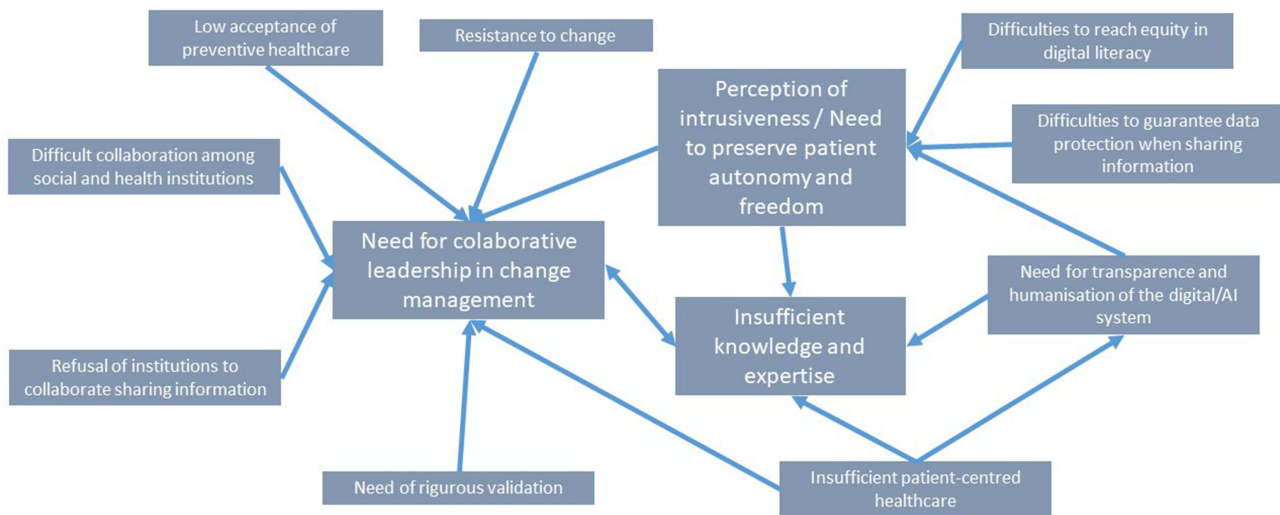 Low acceptance of
preventive healthcare
Resistance to change
Difficulties to reach equity in
digital literacy
Perception of
intrusiveness / Need
to preserve patient
autonomy and
freedom
Difficulties to guarantee data
protection when sharing
information
Difficult collaboration among
social and health institutions
Need for colaborative
leadership in change
management
Need for transparence and
humanisation of the digital/AI
system
Insufficient
knowledge and
expertise
Refusal of institutions to
collaborate sharing information
Need of rigurous validation
Insufficient patient-centred
healthcare